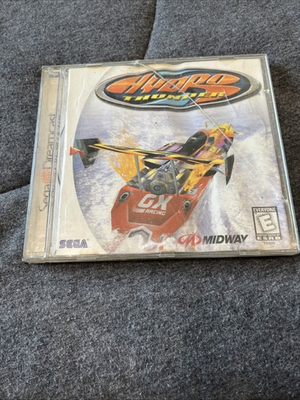 HYDRO
THUNDER
Sega Dreamcast
GX
RACING
SEGA
MIDWAY
EVERYONE
E